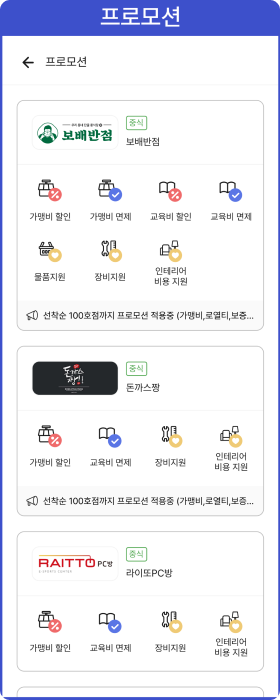 프로모션
프로모션
보배반점
중식
보배반점
가맹비 할인
가맹비 면제
교육비 할인
교육비 면제
물품지원
장비지원
인테리어
비용 지원
선착순 100호점까지 프로모션 적용중 (가맹비,로열티,보증...
돈까스
짱!
중식
돈까스짱
가맹비 할인
교육비 면제
장비지원
인테리어
비용 지원
선착순 100호점까지 프로모션 적용중 (가맹비,로열티,보증...
RAITTO PC방
중식
라이또PC방
가맹비 할인
교육비 면제
장비지원
인테리어
비용 지원